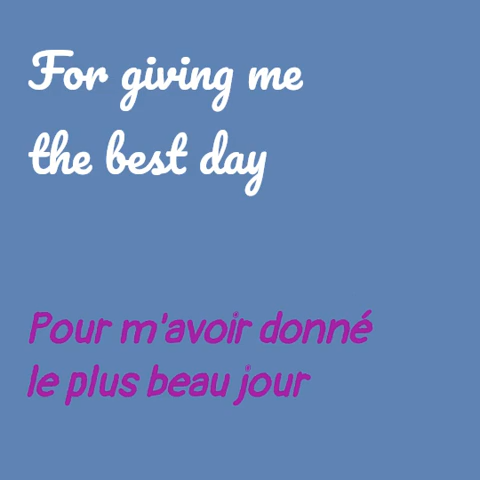 For giving me
the best day
Pour m'avoir donné
le plus beau jour